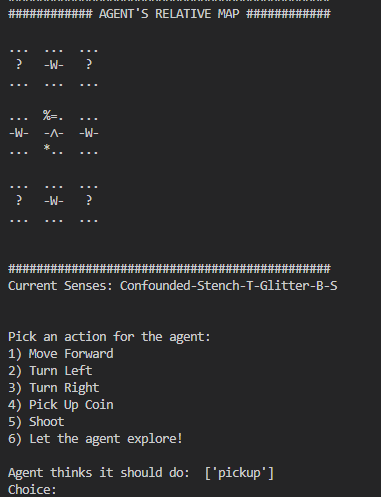 ############################################
############ AGENT'S RELATIVE MAP ############
...  ...  ...
 ?  -W-  ?
...  ...  ...
...  %=.  ...
-W-  -^-  -W-
...  *..  ...
...  ...  ...
 ?  -W-  ?
...  ...  ...
##############################################
Current Senses: Confounded-Stench-T-Glitter-B-S
Pick an action for the agent:
1) Move Forward
2) Turn Left
3) Turn Right
4) Pick Up Coin
5) Shoot
6) Let the agent explore!
Agent thinks it should do:  ['pickup']
Choice: